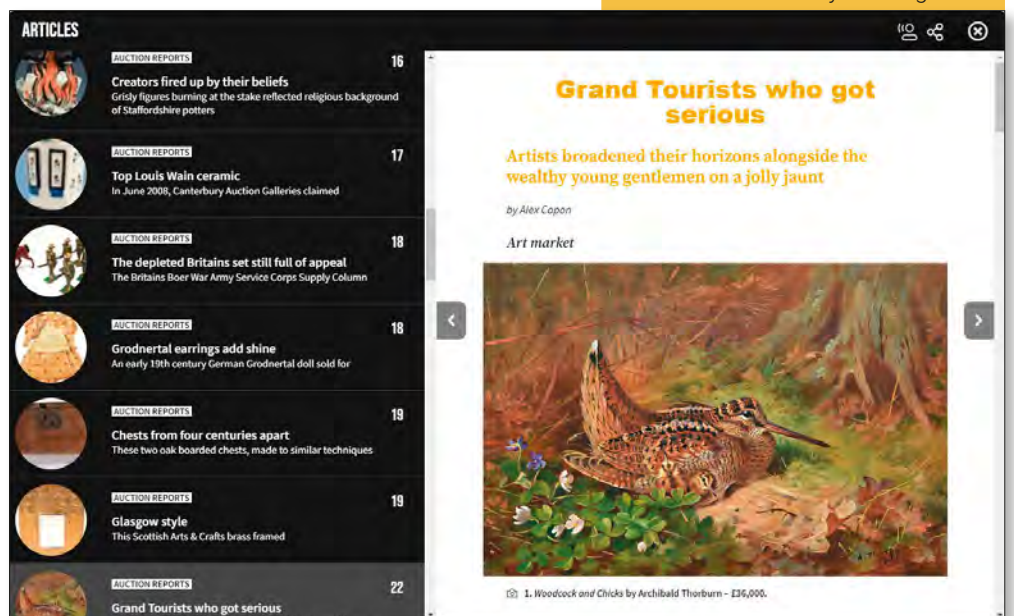 ARTICLES
AUCTION REPORTS
16
Creators fired up by their beliefs
Grisly figures burning at the stake reflected religious background
of Staffordshire potters
AUCTION REPORTS
17
Top Louis Wain ceramic
In June 2008, Canterbury Auction Galleries claimed
AUCTION REPORTS
18
The depleted Britains set still full of appeal
The Britains Boer War Army Service Corps Supply Column
AUCTION REPORTS
18
Grodnertal earrings add shine
An early 19th century German Grodnertal doll sold for
AUCTION REPORTS
19
Chests from four centuries apart
These two oak boarded chests, made to similar techniques
AUCTION REPORTS
19
Glasgow style
This Scottish Arts & Crafts brass framed
AUCTION REPORTS
22
Grand Tourists who got serious
Grand Tourists who got
serious
Artists broadened their horizons alongside the
wealthy young gentlemen on a jolly jaunt
by Alex Capon
Art market
1. Woodcock and Chicks by Archibald Thorburn – £36,000.